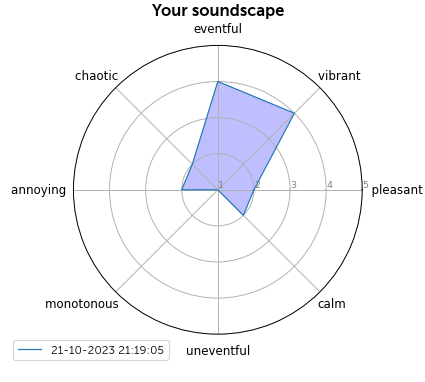 Your soundscape
eventful
chaotic
vibrant
annoying
1 2 3 4 5
pleasant
monotonous
calm
uneventful
21-10-2023 21:19:05